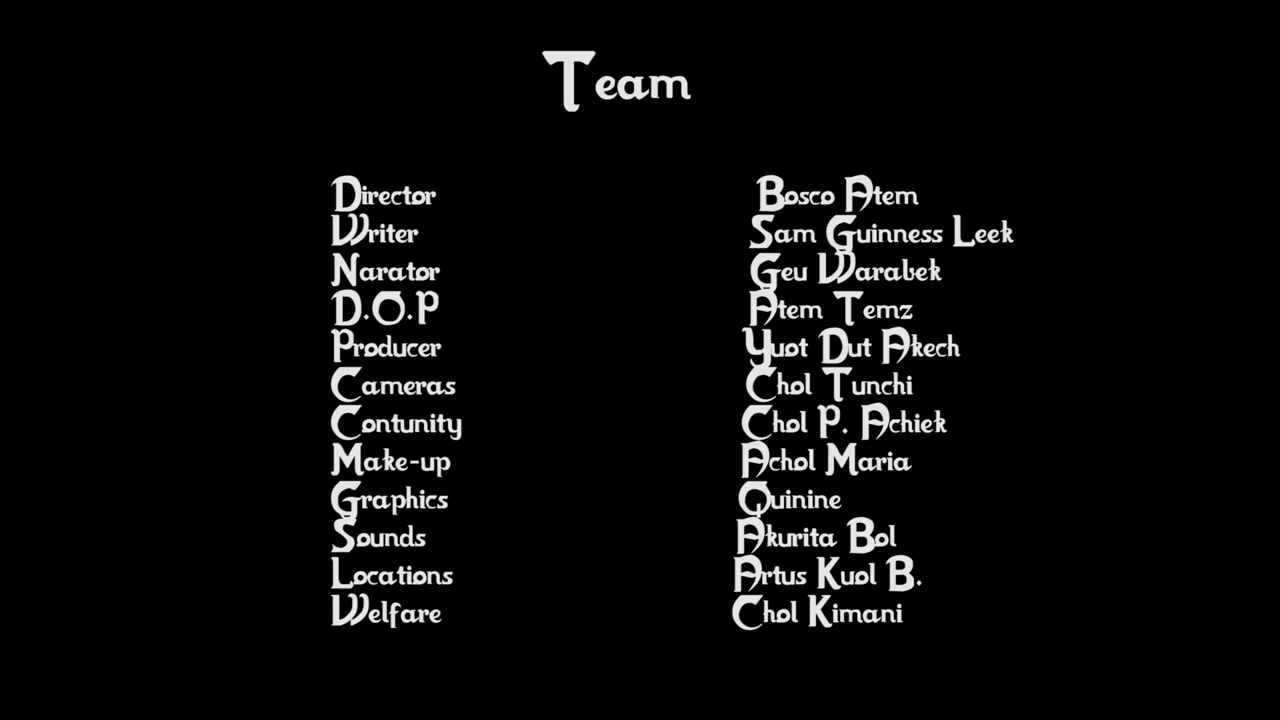 Team
Director Bosco Atem
Writer Sam Guinness Leek
Narator Geu Warabek
D.O.P Atem Temz
Producer Yuot Dut Akech
Cameras Chol Tunchi
Contunity Chol P. Achiek
Make-up Achol Maria
Graphics Quinine
Sounds Akurita Bol
Locations Artus Kuol B.
Welfare Chol Kimani